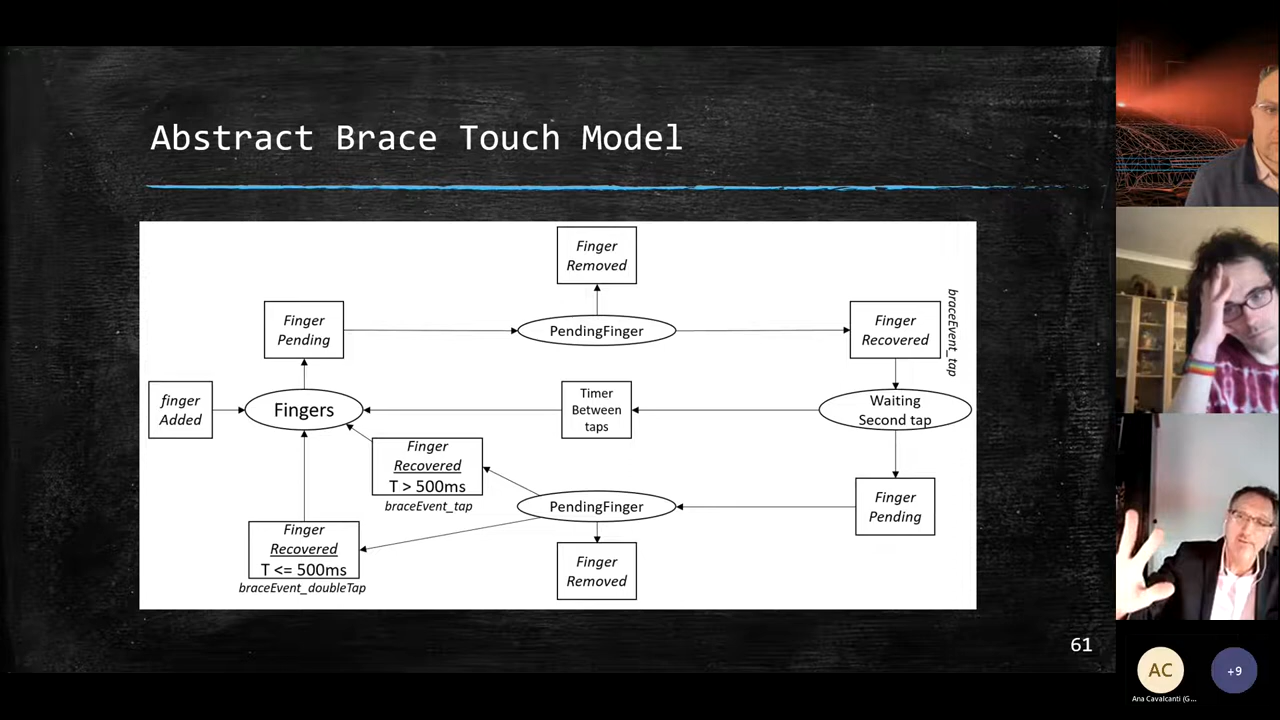 Abstract Brace Touch Model
Finger
Removed
Finger
Pending
PendingFinger
Finger
Recovered
braceEvent_tap
finger
Added
Fingers
Timer
Between
taps
Waiting
Second tap
Finger
Recovered
T > 500ms
braceEvent_tap
PendingFinger
Finger
Pending
Finger
Recovered
T <= 500ms
braceEvent_doubleTap
Finger
Removed
61
AC
+9
Ana Cavalcanti (G...